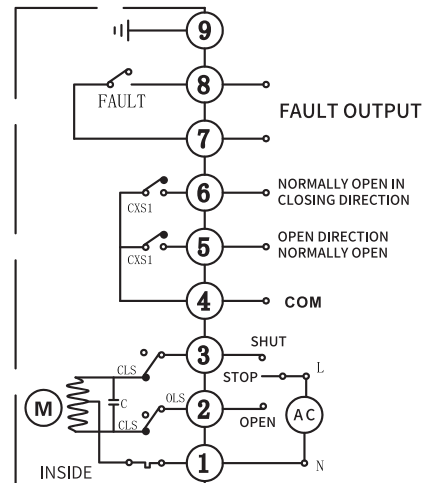 9
8
FAULT
FAULT OUTPUT
7
6
NORMALLY OPEN IN
CLOSING DIRECTION
CXS1
5
OPEN DIRECTION
NORMALLY OPEN
CXS1
4
COM
3
SHUT
CLS
STOP
L
M
C
OLS
2
AC
CLS
OPEN
1
N
INSIDE